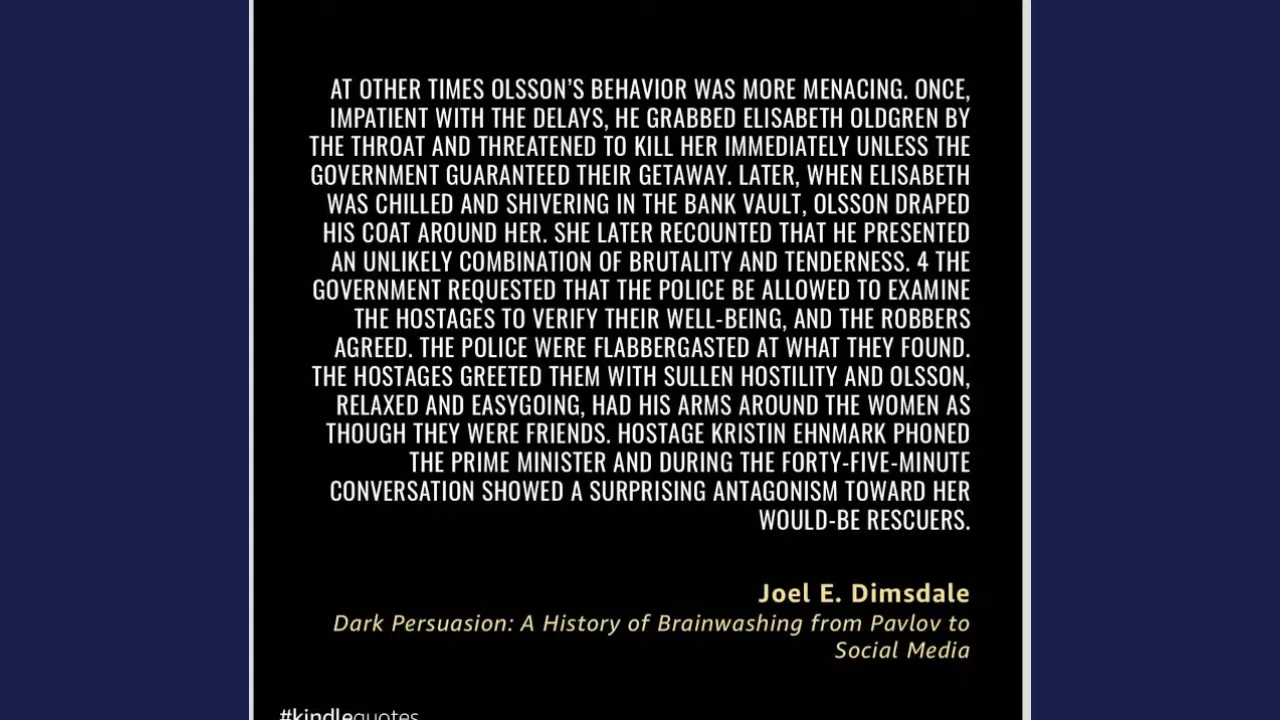 AT OTHER TIMES OLSSON’S BEHAVIOR WAS MORE MENACING. ONCE,
IMPATIENT WITH THE DELAYS, HE GRABBED ELISABETH OLDGREN BY
THE THROAT AND THREATENED TO KILL HER IMMEDIATELY UNLESS THE
GOVERNMENT GUARANTEED THEIR GETAWAY. LATER, WHEN ELISABETH
WAS CHILLED AND SHIVERING IN THE BANK VAULT, OLSSON DRAPED
HIS COAT AROUND HER. SHE LATER RECOUNTED THAT HE PRESENTED
AN UNLIKELY COMBINATION OF BRUTALITY AND TENDERNESS. 4 THE
GOVERNMENT REQUESTED THAT THE POLICE BE ALLOWED TO EXAMINE
THE HOSTAGES TO VERIFY THEIR WELL-BEING, AND THE ROBBERS
AGREED. THE POLICE WERE FLABBERGASTED AT WHAT THEY FOUND.
THE HOSTAGES GREETED THEM WITH SULLEN HOSTILITY AND OLSSON,
RELAXED AND EASYGOING, HAD HIS ARMS AROUND THE WOMEN AS
THOUGH THEY WERE FRIENDS. HOSTAGE KRISTIN EHNMARK PHONED
THE PRIME MINISTER AND DURING THE FORTY-FIVE-MINUTE
CONVERSATION SHOWED A SURPRISING ANTAGONISM TOWARD HER
WOULD-BE RESCUERS.
Joel E. Dimsdale
Dark Persuasion: A History of Brainwashing from Pavlov to
Social Media
#kindlequotes